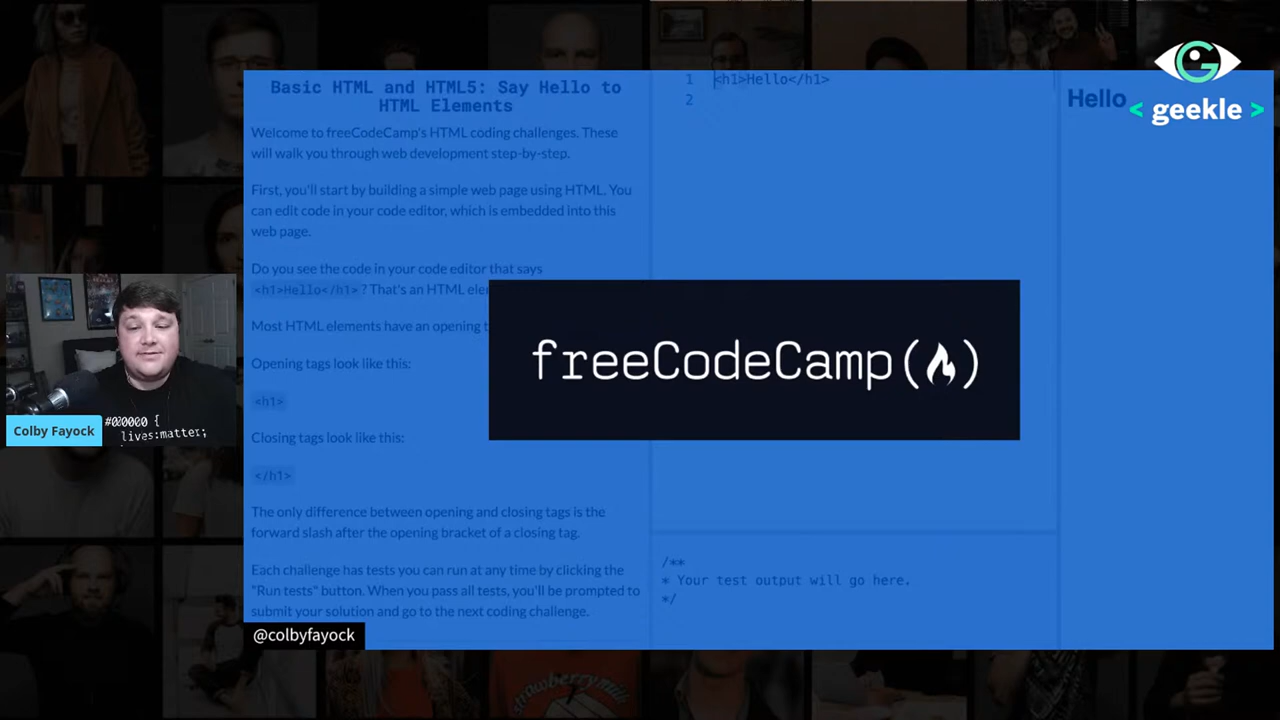 Basic HTML and HTML5: Say Hello to
HTML Elements
Welcome to freeCodeCamp's HTML coding challenges. These
will walk you through web development step-by-step.
First, you'll start by building a simple web page using HTML. You
can edit code in your code editor, which is embedded into this
web page.
Do you see the code in your code editor that says
<h1>Hello</h1>? That's an HTML
Most HTML elements have an opening
Opening tags look like this:
<h1>
Closing tags look like this:
</h1>
The only difference between opening and closing tags is the
forward slash after the opening bracket of a closing tag.
Each challenge has tests you can run at any time by clicking the
"Run tests" button. When you pass all tests, you'll be prompted to
submit your solution and go to the next coding challenge.
1 <h1>Hello</h1>
2
/**
* Your test output will go here.
*/
Hello
< geekle >
freeCodeCamp( )
#000000 {
lives:matter;
Colby Fayock
@colbyfayock
strawberry